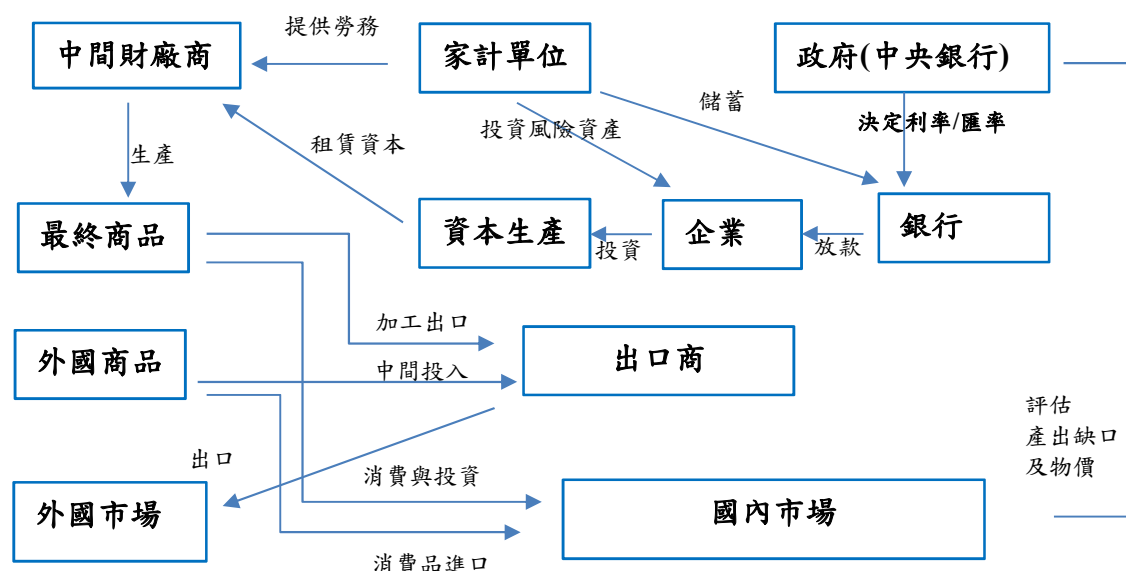 提供勞務
中間財廠商
家計單位
政府(中央銀行)
儲蓄
投資風險資產
決定利率/匯率
租賃資本
生產
最終商品
資本生產
企業
銀行
投資
放款
加工出口
外國商品
出口商
中間投入
評估
產出缺口
及物價
出口
消費與投資
外國市場
國內市場
消費品進口